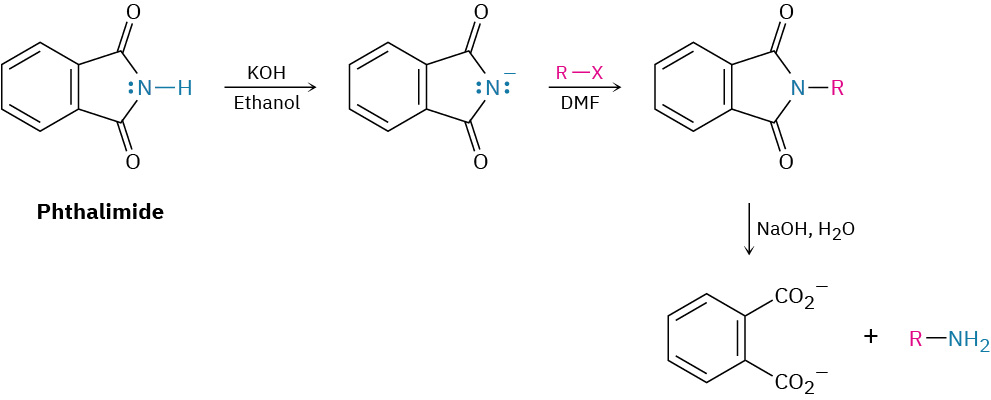 O O O
KOH R—X
:N—H :N:− N—R
Ethanol DMF
O O O
Phthalimide
NaOH, H₂O
CO₂−
+ R—NH₂
CO₂−